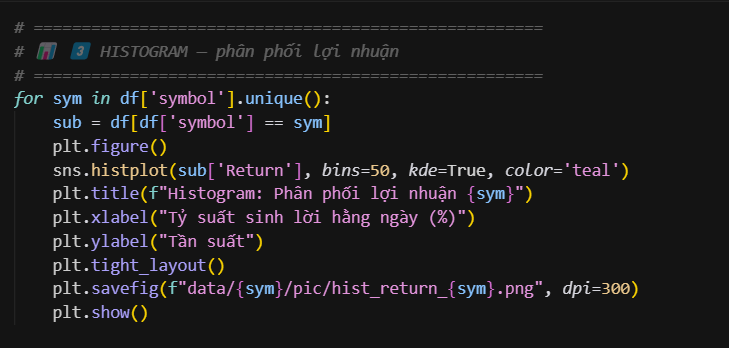 # ===================================================
# 📊 3️⃣ HISTOGRAM — phân phối lợi nhuận
# ===================================================
for sym in df['symbol'].unique():
    sub = df[df['symbol'] == sym]
    plt.figure()
    sns.histplot(sub['Return'], bins=50, kde=True, color='teal')
    plt.title(f"Histogram: Phân phối lợi nhuận {sym}")
    plt.xlabel("Tỷ suất sinh lời hằng ngày (%)")
    plt.ylabel("Tần suất")
    plt.tight_layout()
    plt.savefig(f"data/{sym}/pic/hist_return_{sym}.png", dpi=300)
    plt.show()